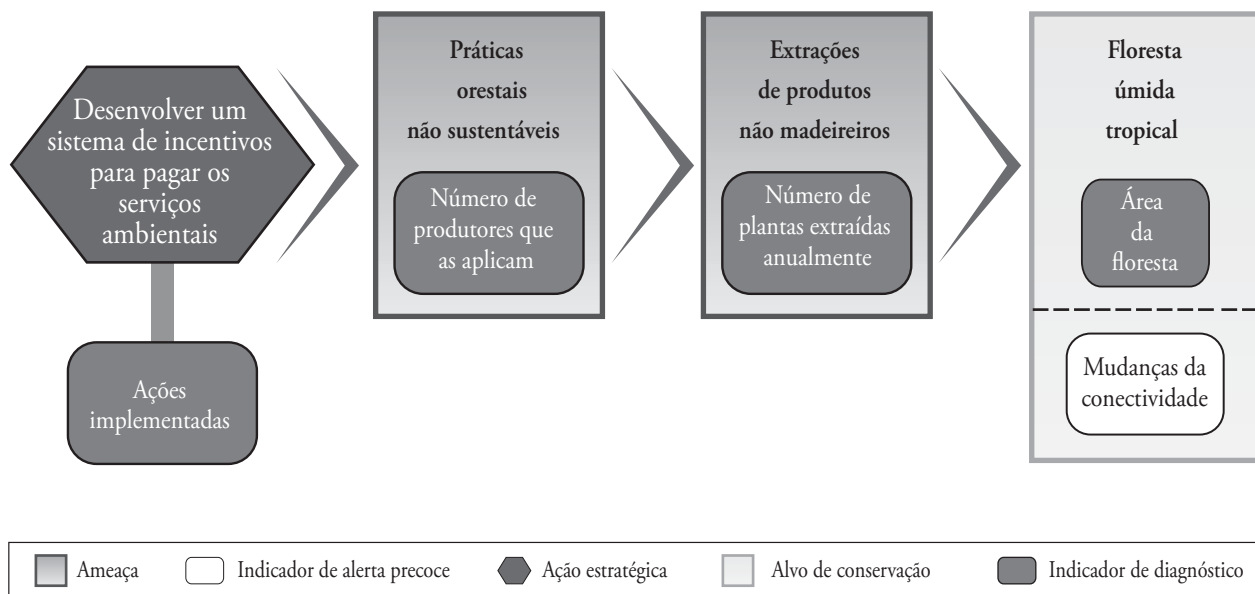 Desenvolver um
sistema de incentivos
para pagar os
serviços
ambientais
Ações
implementadas
Práticas
orestais
não sustentáveis
Número de
produtores que
as aplicam
Extrações
de produtos
não madeireiros
Número de
plantas extraídas
anualmente
Floresta
úmida
tropical
Área
da
floresta
Mudanças da
conectividade
Ameaça
Indicador de alerta precoce
Ação estratégica
Alvo de conservação
Indicador de diagnóstico